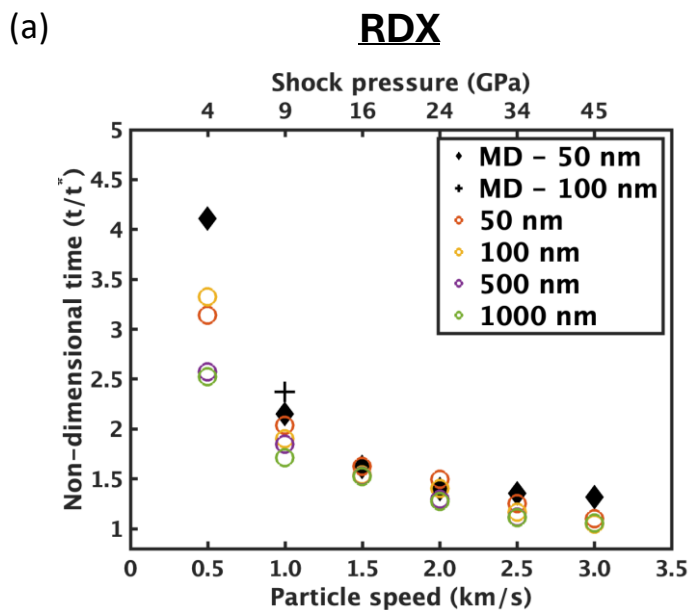 (a)
RDX
Shock pressure (GPa)
4 9 16 24 34 45
5
4.5
4
3.5
3
2.5
2
1.5
1
Non-dimensional time (t/t*)
MD - 50 nm
MD - 100 nm
50 nm
100 nm
500 nm
1000 nm
0 0.5 1.0 1.5 2.0 2.5 3.0 3.5
Particle speed (km/s)